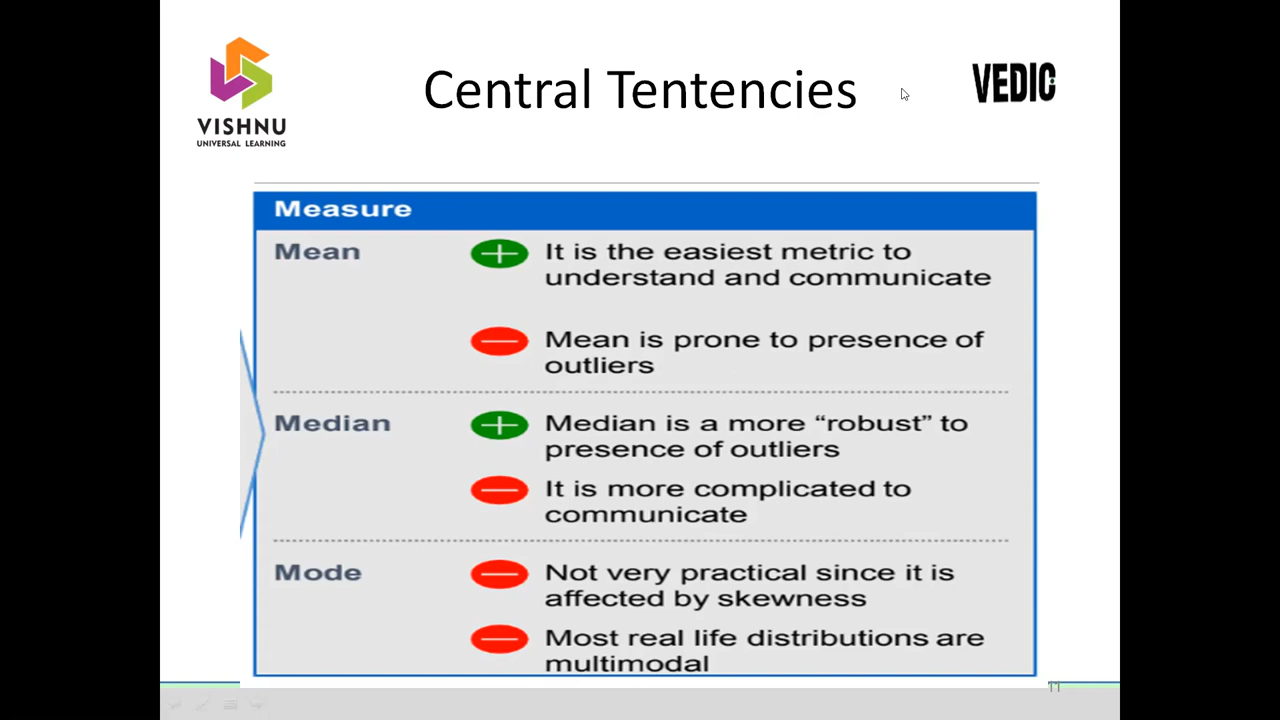 VISHNU
UNIVERSAL LEARNING
Central Tentencies
VEDIC
Measure
Mean
It is the easiest metric to
understand and communicate
Mean is prone to presence of
outliers
Median
Median is a more “robust” to
presence of outliers
It is more complicated to
communicate
Mode
Not very practical since it is
affected by skewness
Most real life distributions are
multimodal
11